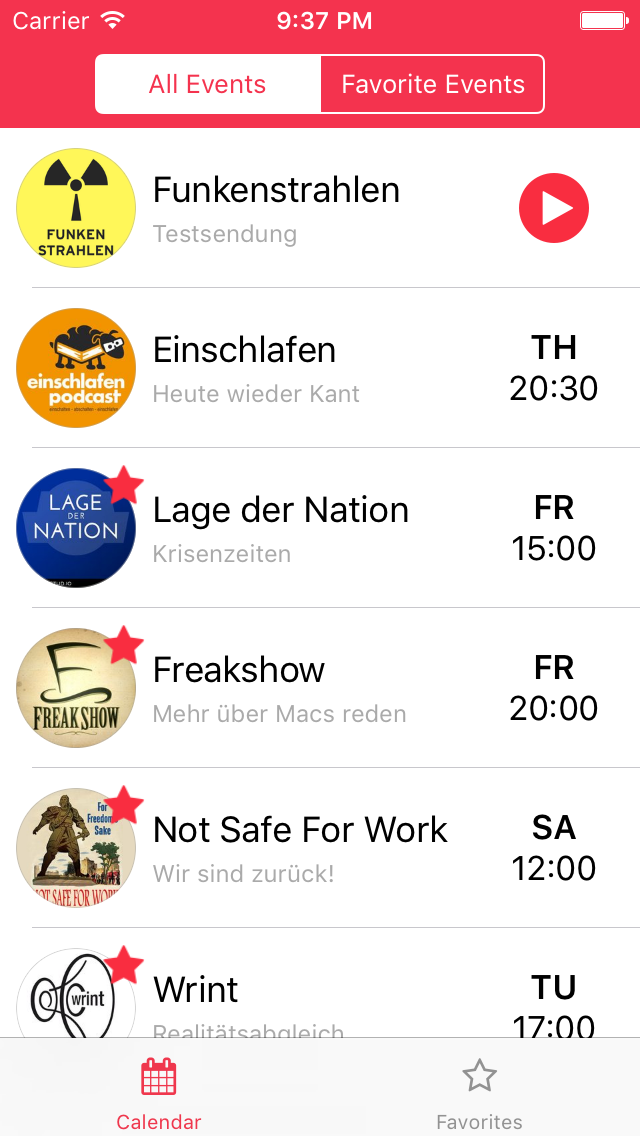 Carrier 9:37 PM
All Events Favorite Events
FUNKEN
STRAHLEN
Funkenstrahlen
Testsendung
einschlafen
podcast
einschlafen - abschalten - einschlafen
Einschlafen
Heute wieder Kant
TH
20:30
LAGE
DER
NATION
Lage der Nation
Krisenzeiten
FR
15:00
FREAKSHOW
Freakshow
Mehr über Macs reden
FR
20:00
For
Freedom
Sake
NOT SAFE FOR WORK
Not Safe For Work
Wir sind zurück!
SA
12:00
wrint
Wrint
Realitätsabgleich
TU
17:00
Calendar Favorites